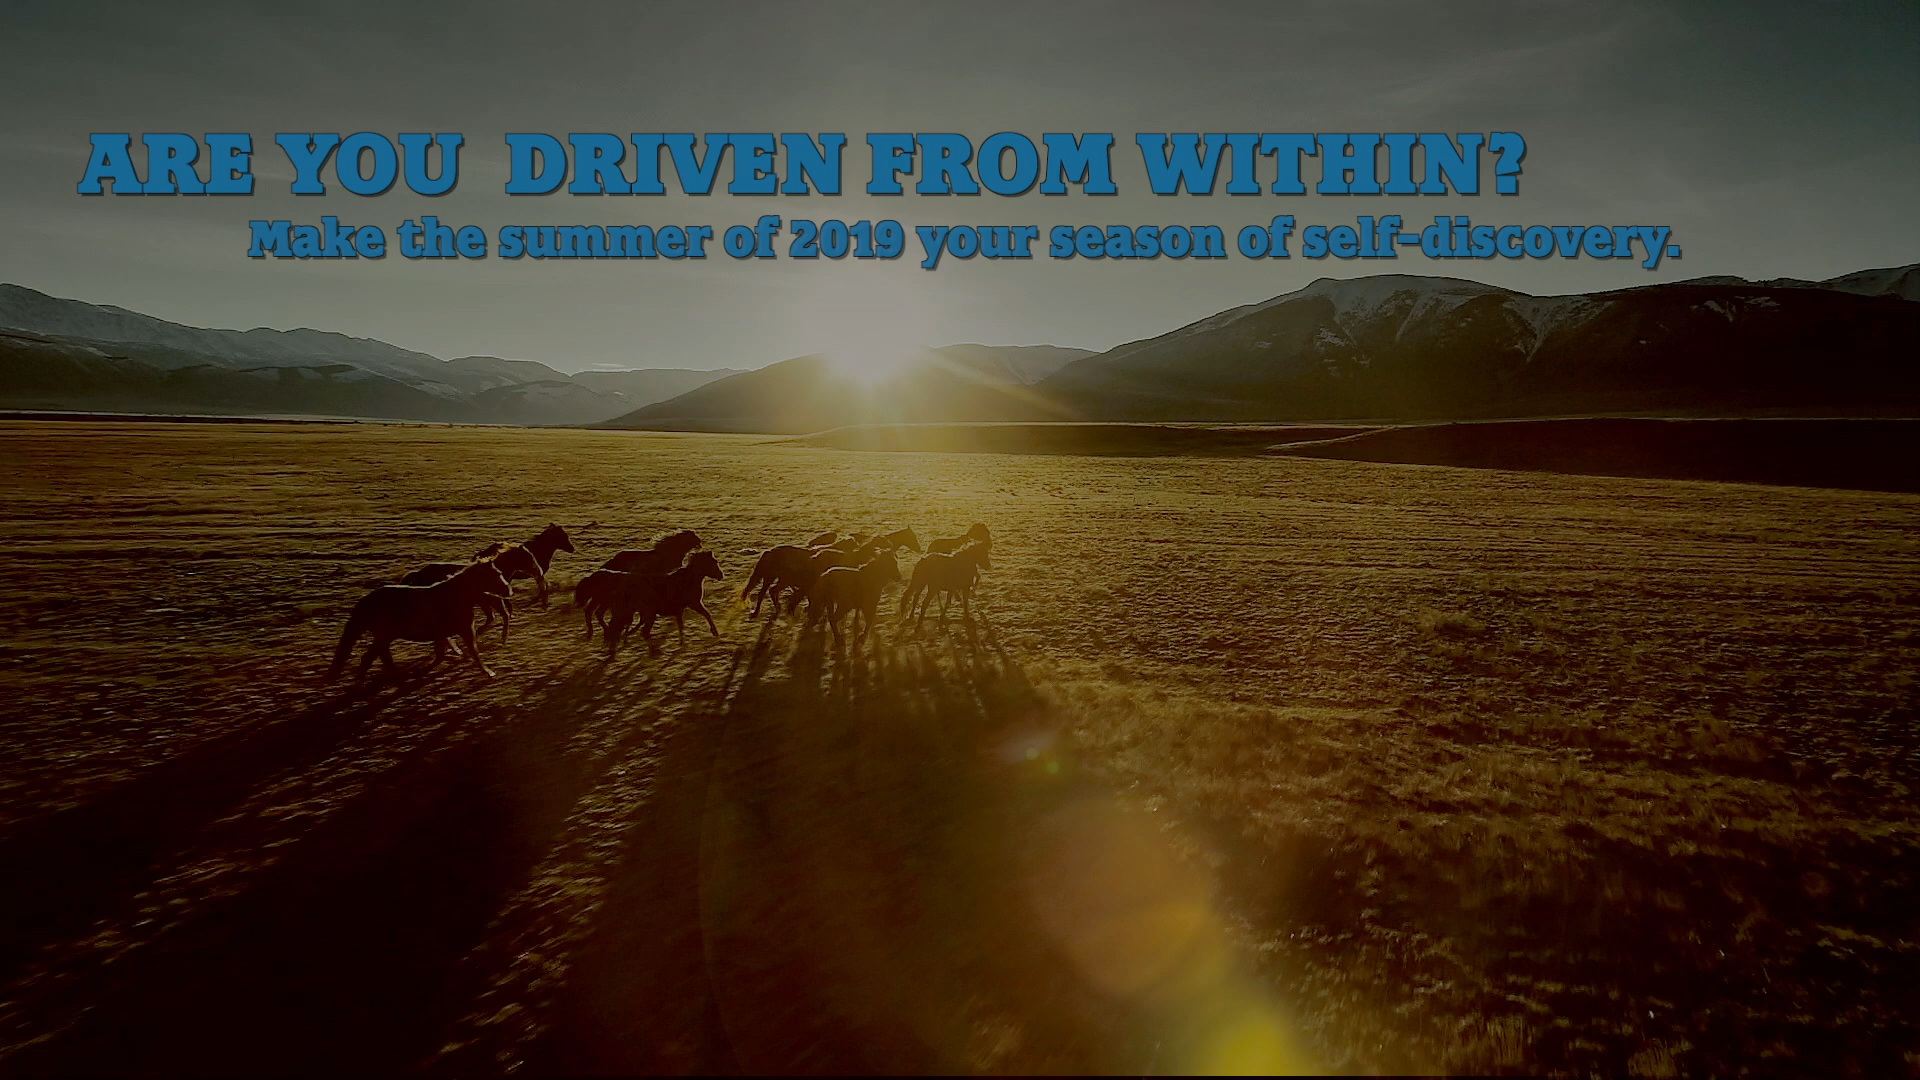 ARE YOU  DRIVEN FROM WITHIN?
Make the summer of 2019 your season of self-discovery.